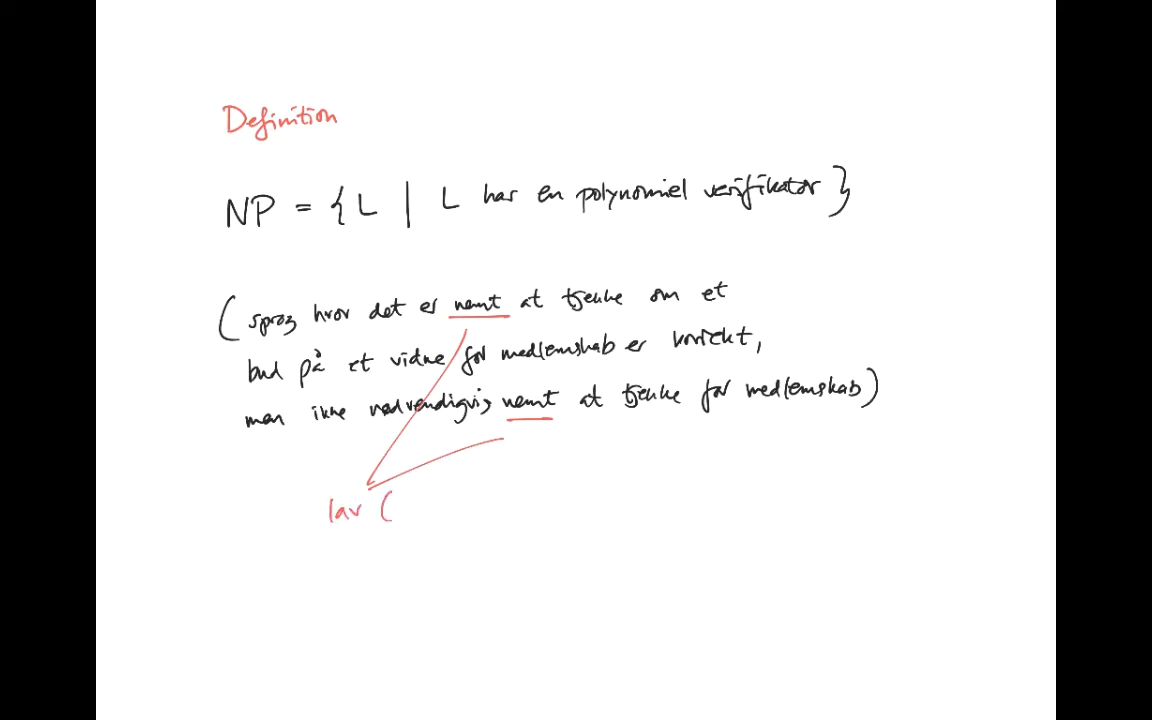 Definition
NP = { L | L har en polynomiel verifikator }
( sprog hvor det er nemt at tjekke om et
bud på et vidne for medlemskab er korrekt,
men ikke nødvendigvis nemt at tjekke for medlemskab )
lav (